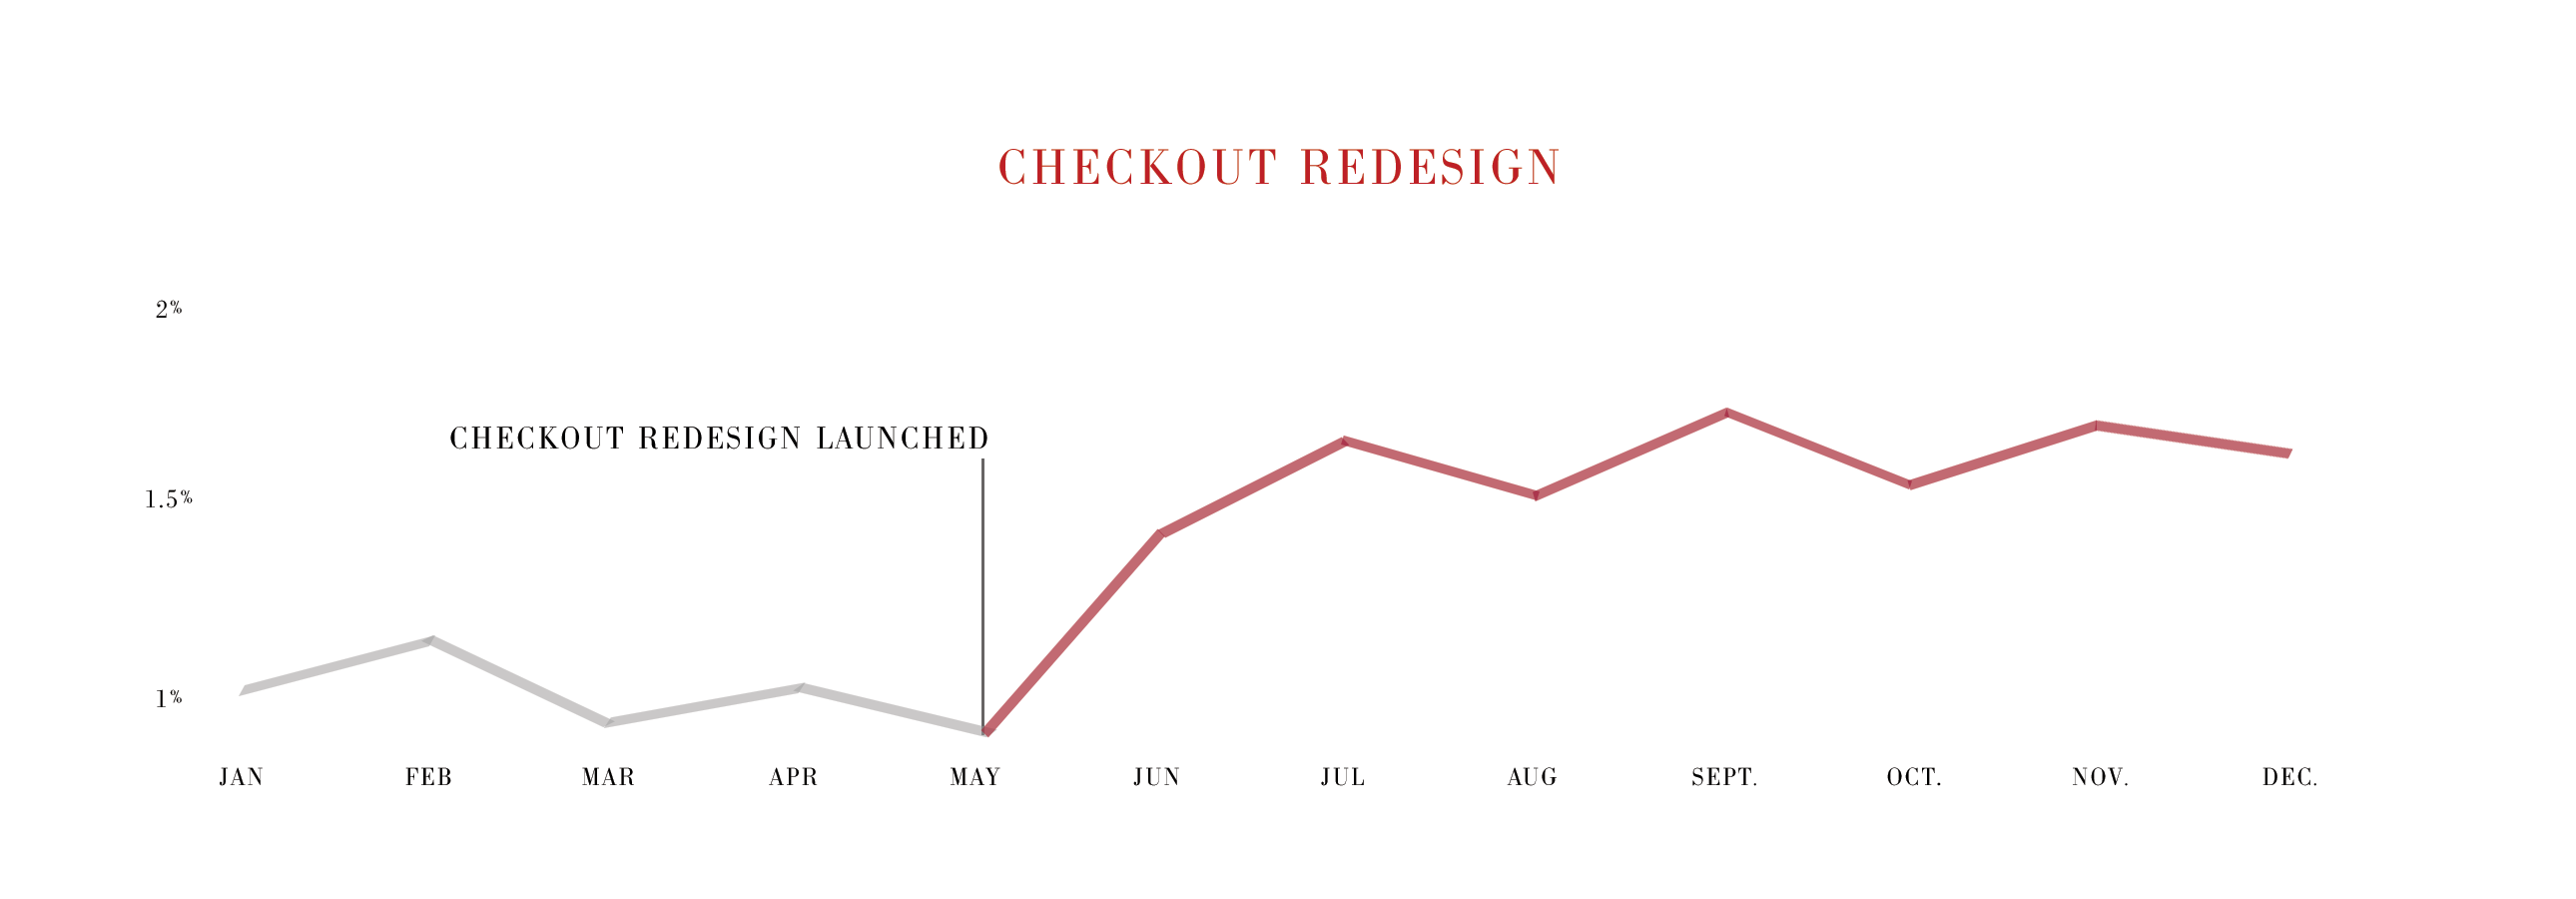 CHECKOUT REDESIGN
2%
CHECKOUT REDESIGN LAUNCHED
1.5%
1%
JAN FEB MAR APR MAY JUN JUL AUG SEPT. OCT. NOV. DEC.